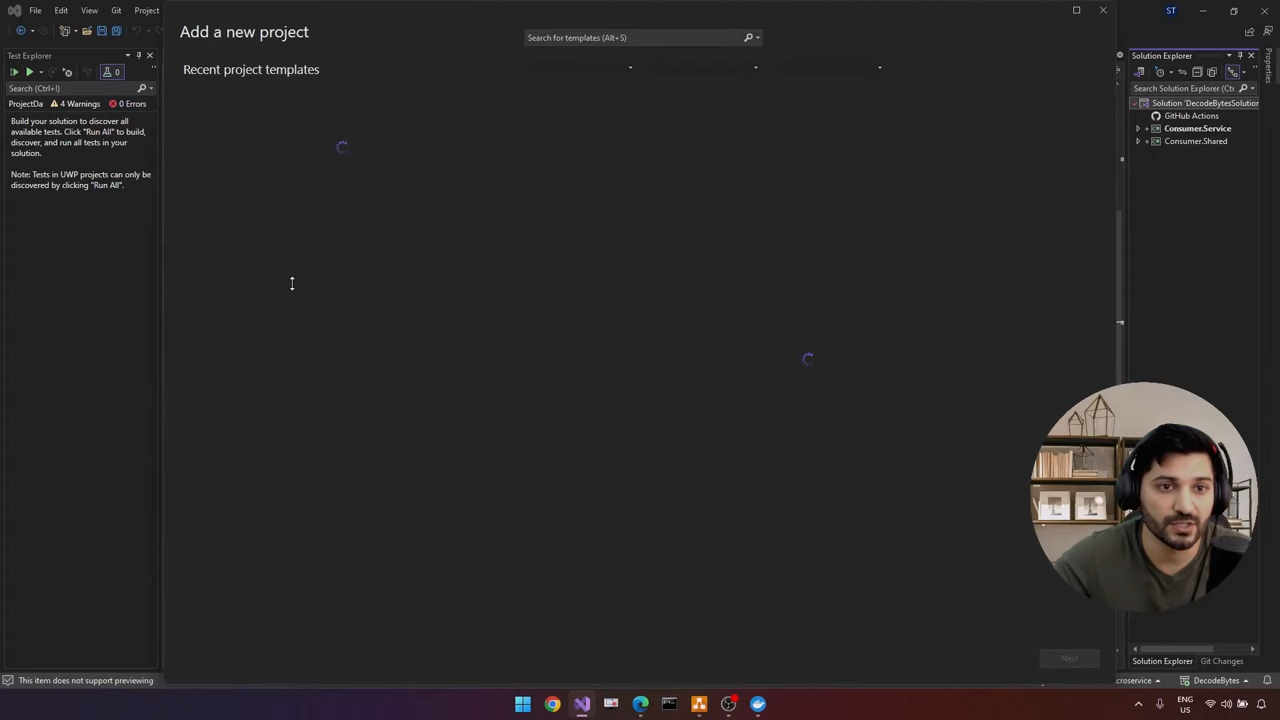 File Edit View Git Project
ST
Add a new project
Search for templates (Alt+S)
Recent project templates
Test Explorer
0
Search (Ctrl+I)
ProjectDa 4 Warnings 0 Errors
Build your solution to discover all
available tests. Click "Run All" to build,
discover, and run all tests in your
solution.
Note: Tests in UWP projects can only be
discovered by clicking "Run All".
Solution Explorer
Search Solution Explorer (Ctr
Solution 'DecodeBytesSolution
GitHub Actions
Consumer.Service
Consumer.Shared
Properties
Next
Solution Explorer Git Changes
This item does not support previewing
roservice
DecodeBytes
ENG
US